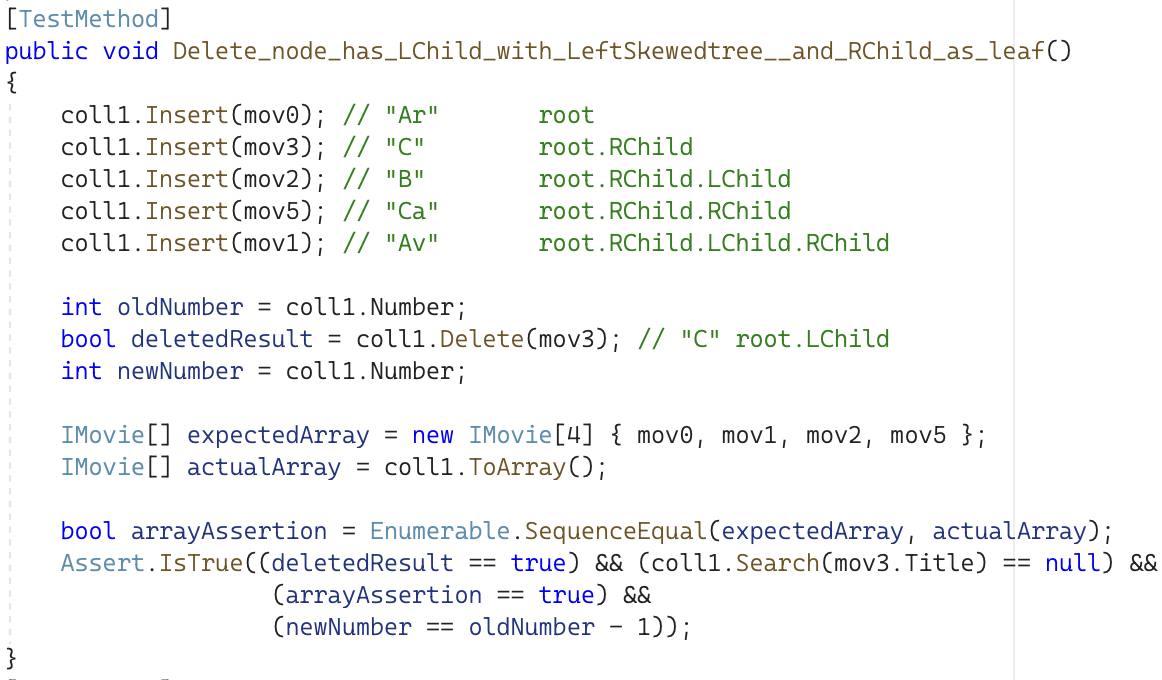 [TestMethod]
public void Delete_node_has_LChild_with_LeftSkewedtree__and_RChild_as_leaf()
{
    coll1.Insert(mov0); // "Ar"       root
    coll1.Insert(mov3); // "C"        root.RChild
    coll1.Insert(mov2); // "B"        root.RChild.LChild
    coll1.Insert(mov5); // "Ca"       root.RChild.RChild
    coll1.Insert(mov1); // "Av"       root.RChild.LChild.RChild

    int oldNumber = coll1.Number;
    bool deletedResult = coll1.Delete(mov3); // "C" root.LChild
    int newNumber = coll1.Number;

    IMovie[] expectedArray = new IMovie[4] { mov0, mov1, mov2, mov5 };
    IMovie[] actualArray = coll1.ToArray();

    bool arrayAssertion = Enumerable.SequenceEqual(expectedArray, actualArray);
    Assert.IsTrue((deletedResult == true) && (coll1.Search(mov3.Title) == null) &&
                   (arrayAssertion == true) &&
                   (newNumber == oldNumber - 1));
}